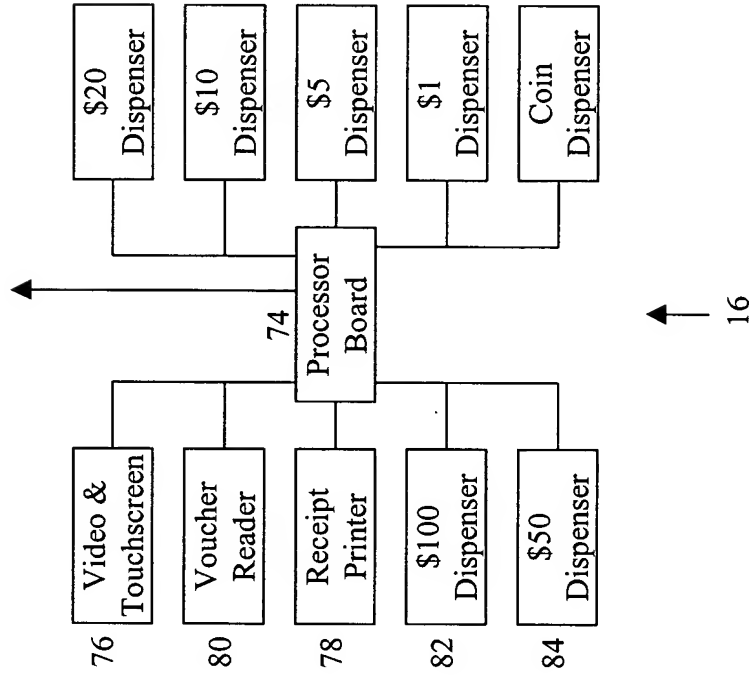 76
Video &
Touchscreen
80
Voucher
Reader
78
Receipt
Printer
82
$100
Dispenser
84
$50
Dispenser
74
Processor
Board
$20
Dispenser
$10
Dispenser
$5
Dispenser
$1
Dispenser
Coin
Dispenser
16